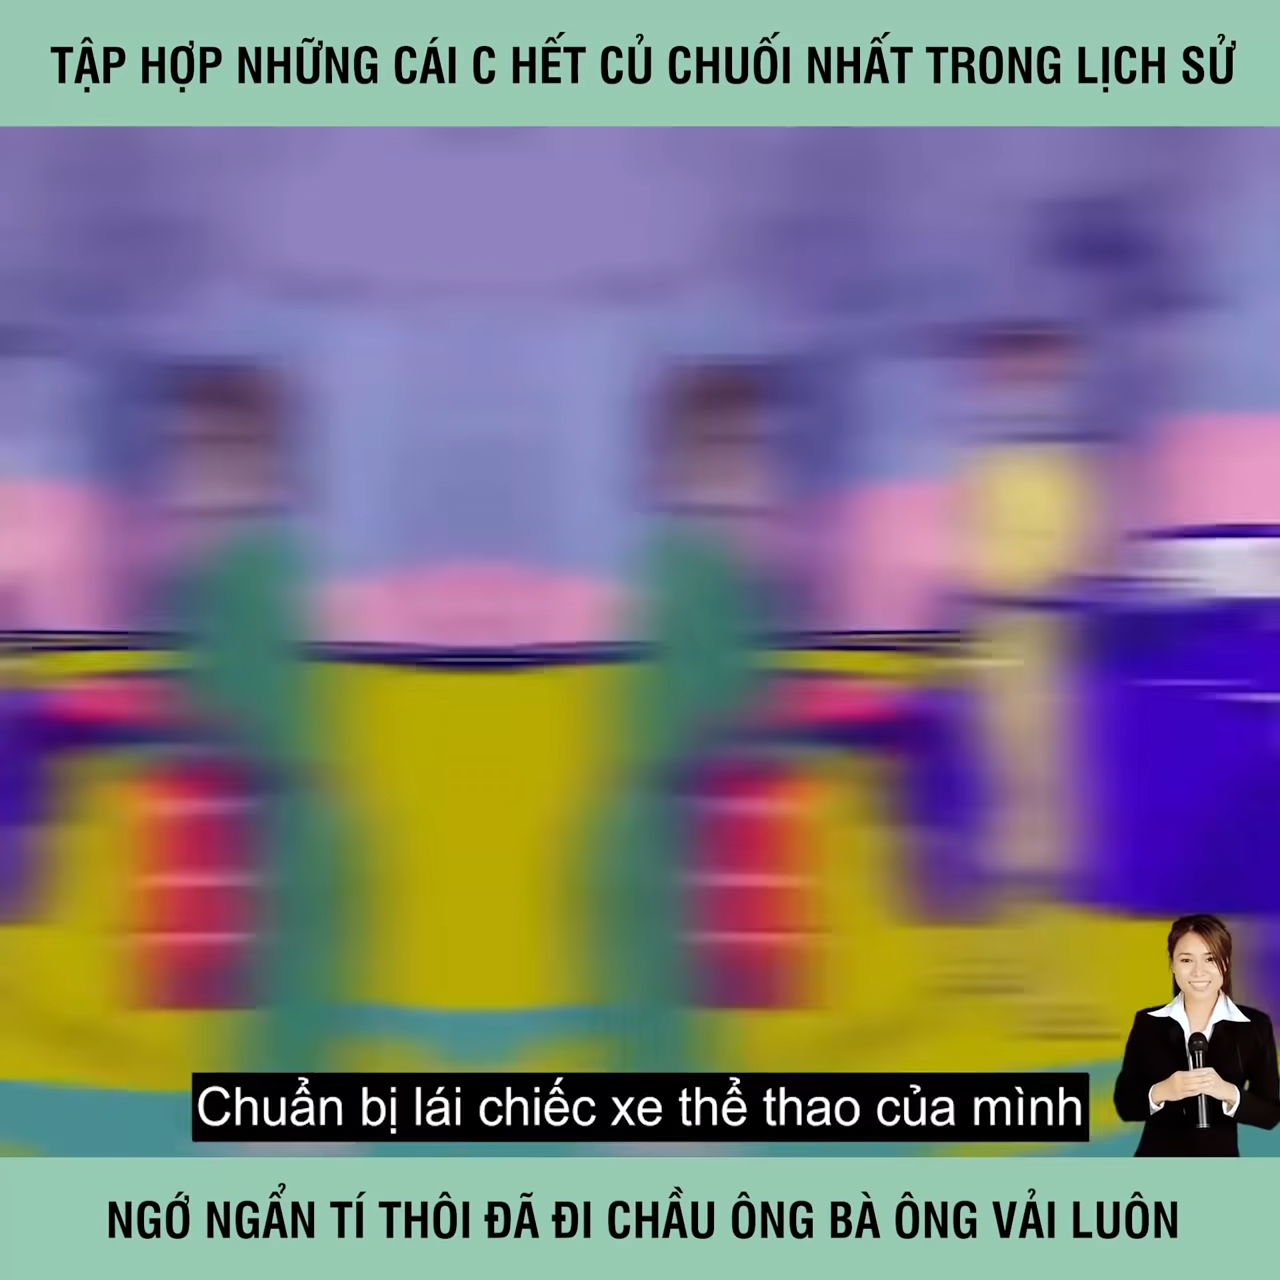 TẬP HỢP NHỮNG CÁI C HẾT CỦ CHUỐI NHẤT TRONG LỊCH SỬ
Chuẩn bị lái chiếc xe thể thao của mình
NGỚ NGẨN TÍ THÔI ĐÃ ĐI CHẦU ÔNG BÀ ÔNG VẢI LUÔN